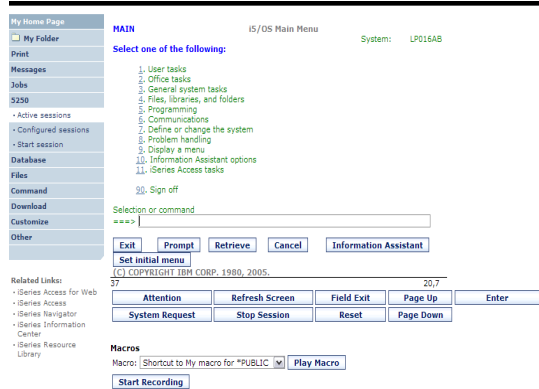 My Home Page
My Folder
Print
Messages
Jobs
5250
• Active sessions
• Configured sessions
• Start session
Database
Files
Command
Download
Customize
Other
Related Links:
• iSeries Access for Web
• iSeries Access
• iSeries Navigator
• iSeries Information
Center
• iSeries Resource
Library
MAIN i5/OS Main Menu
System: LP016AB
Select one of the following:
1. User tasks
2. Office tasks
3. General system tasks
4. Files, libraries, and folders
5. Programming
6. Communications
7. Define or change the system
8. Problem handling
9. Display a menu
10. Information Assistant options
11. iSeries Access tasks
90. Sign off
Selection or command
===>
Exit Prompt Retrieve Cancel Information Assistant
Set initial menu
(C) COPYRIGHT IBM CORP. 1980, 2005.
37 20,7
Attention Refresh Screen Field Exit Page Up Enter
System Request Stop Session Reset Page Down
Macros
Macro: Shortcut to My macro for *PUBLIC Play Macro
Start Recording